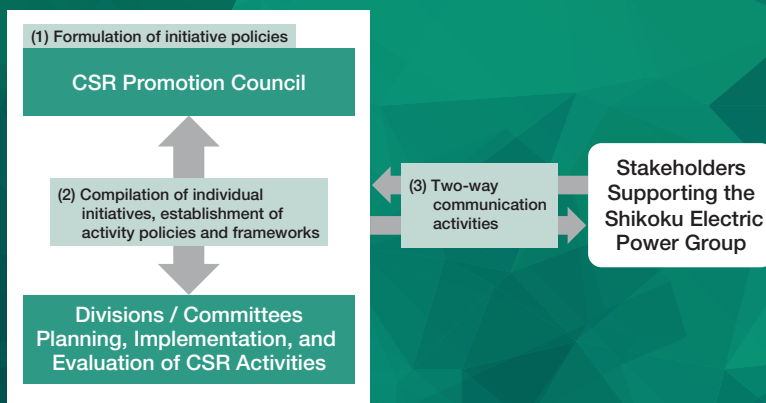 (1) Formulation of initiative policies
CSR Promotion Council
(2) Compilation of individual
initiatives, establishment of
activity policies and frameworks
(3) Two-way
communication
activities
Stakeholders
Supporting the
Shikoku Electric
Power Group
Divisions / Committees
Planning, Implementation, and
Evaluation of CSR Activities